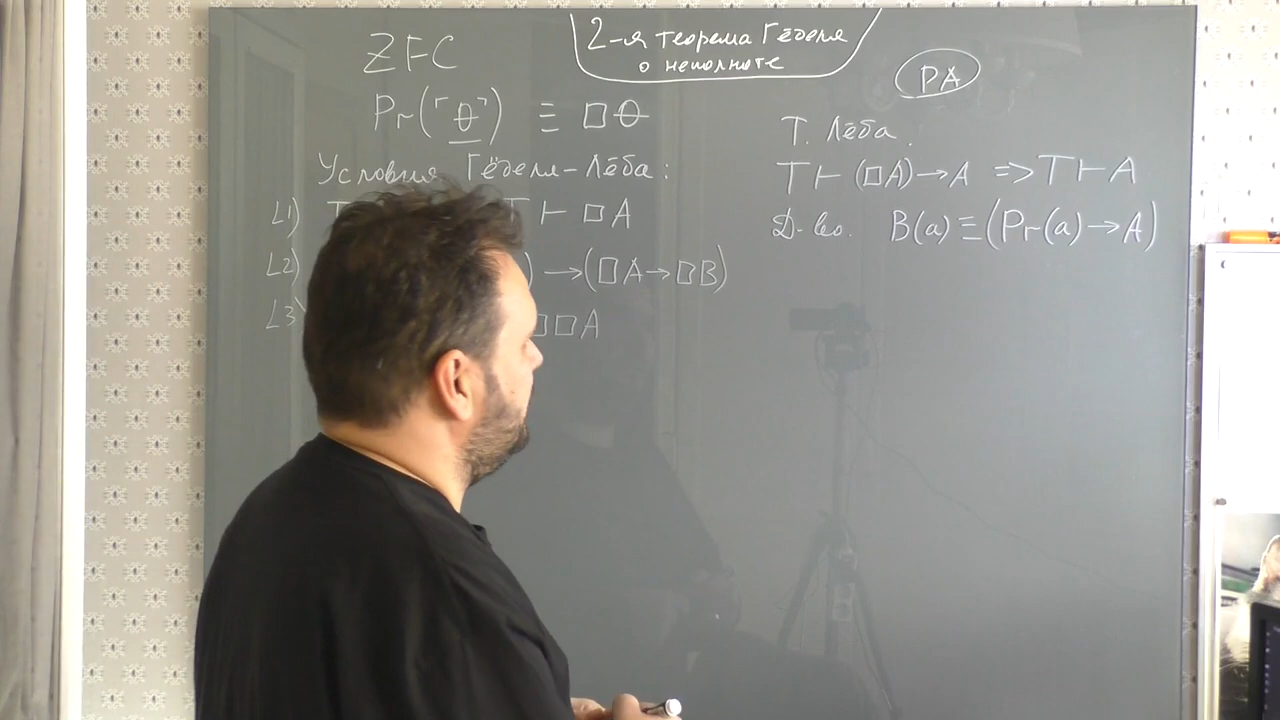 2-я теорема Гёделя
о неполноте
ZFC
Pr(⌜θ⌝) ≡ □θ
Условия Гёделя-Лёба:
L1) T ⊢ □A
L2) ) → (□A → □B)
L3) □□A
PA
Т. Лёба.
T ⊢ (□A) → A => T ⊢ A
Д-во. B(a) ≡ (Pr(a) → A)